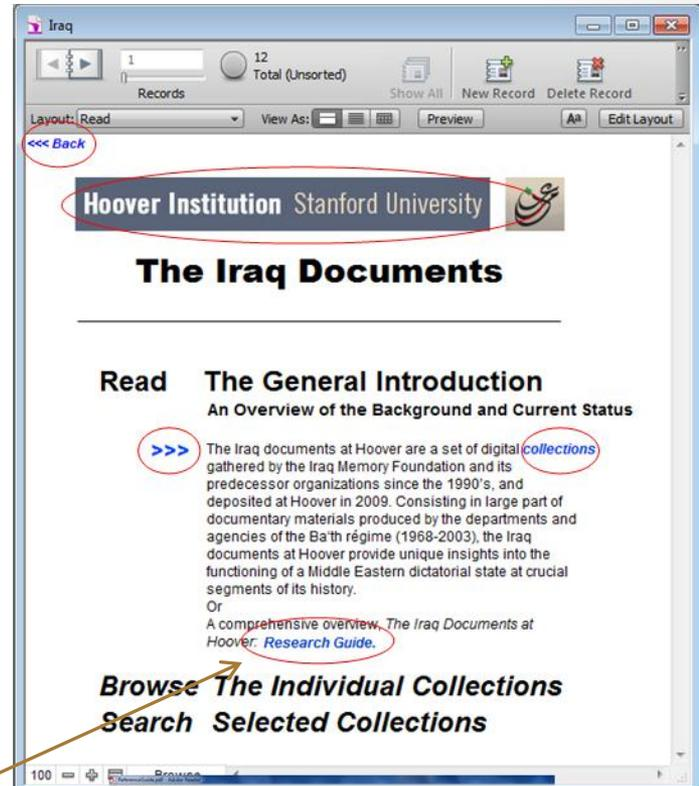 Iraq
1
12
Total (Unsorted)
Records
Show All
New Record
Delete Record
Layout: Read
View As:
Preview
Aa
Edit Layout
<<< Back
Hoover Institution Stanford University
The Iraq Documents
Read The General Introduction
An Overview of the Background and Current Status
>>> The Iraq documents at Hoover are a set of digital collections
gathered by the Iraq Memory Foundation and its
predecessor organizations since the 1990's, and
deposited at Hoover in 2009. Consisting in large part of
documentary materials produced by the departments and
agencies of the Ba'th régime (1968-2003), the Iraq
documents at Hoover provide unique insights into the
functioning of a Middle Eastern dictatorial state at crucial
segments of its history.
Or
A comprehensive overview, The Iraq Documents at
Hoover: Research Guide.
Browse The Individual Collections
Search Selected Collections
100
Browse